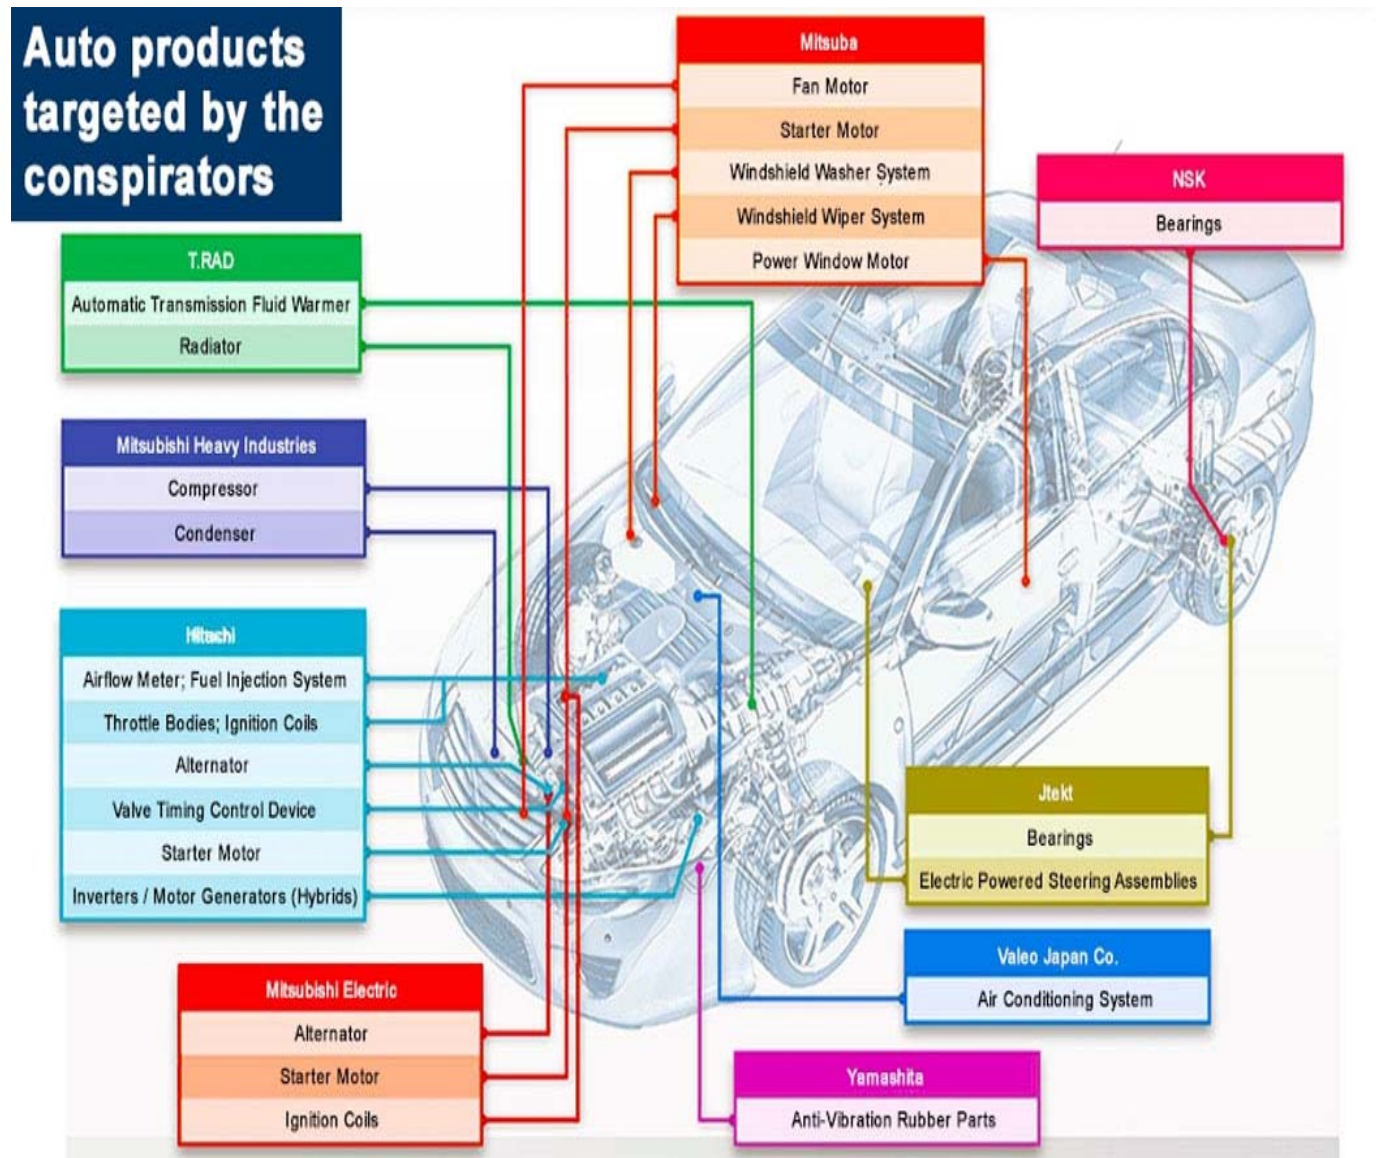 Auto products
targeted by the
conspirators
Mitsuba
Fan Motor
Starter Motor
Windshield Washer System
Windshield Wiper System
Power Window Motor
NSK
Bearings
T.RAD
Automatic Transmission Fluid Warmer
Radiator
Mitsubishi Heavy Industries
Compressor
Condenser
Hitachi
Airflow Meter; Fuel Injection System
Throttle Bodies; Ignition Coils
Alternator
Valve Timing Control Device
Starter Motor
Inverters / Motor Generators (Hybrids)
Jtekt
Bearings
Electric Powered Steering Assemblies
Valeo Japan Co.
Air Conditioning System
Mitsubishi Electric
Alternator
Starter Motor
Ignition Coils
Yamashita
Anti-Vibration Rubber Parts